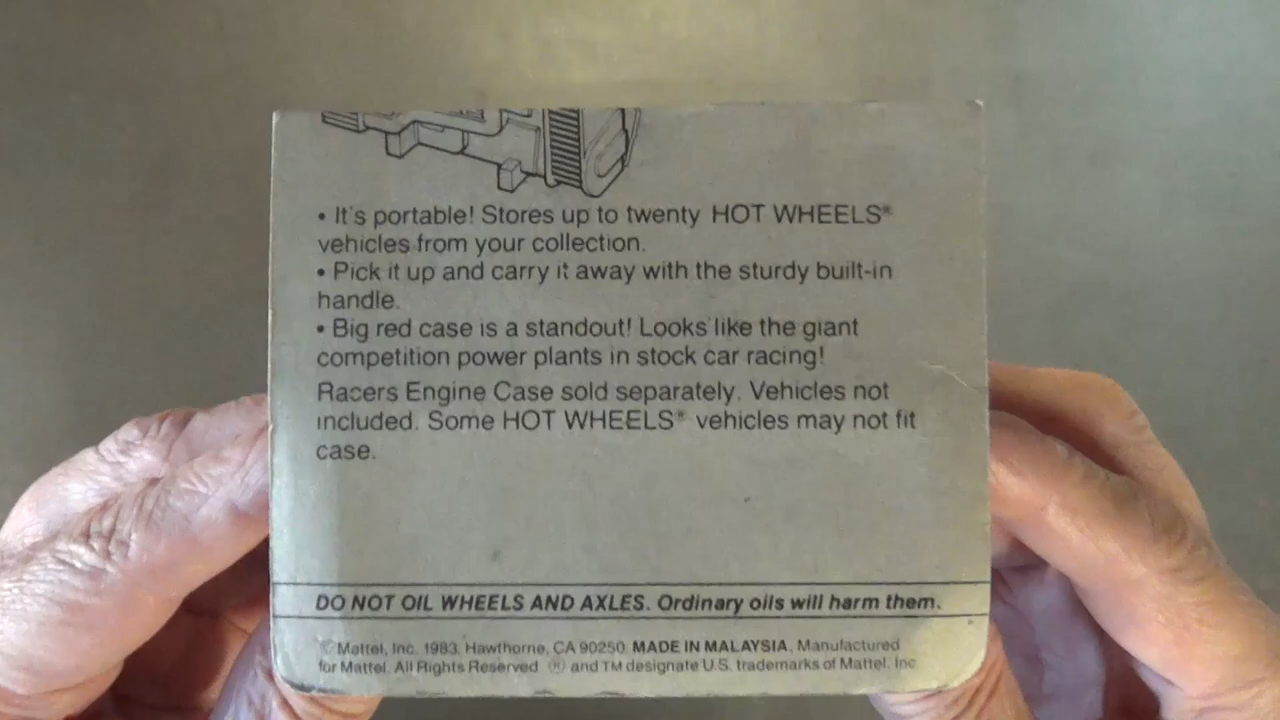 • It's portable! Stores up to twenty HOT WHEELS®
vehicles from your collection.
• Pick it up and carry it away with the sturdy built-in
handle.
• Big red case is a standout! Looks like the giant
competition power plants in stock car racing!
Racers Engine Case sold separately. Vehicles not
included. Some HOT WHEELS® vehicles may not fit
case.
DO NOT OIL WHEELS AND AXLES. Ordinary oils will harm them.
© Mattel, Inc. 1983, Hawthorne, CA 90250. MADE IN MALAYSIA. Manufactured
for Mattel. All Rights Reserved. ® and TM designate U.S. trademarks of Mattel, Inc.